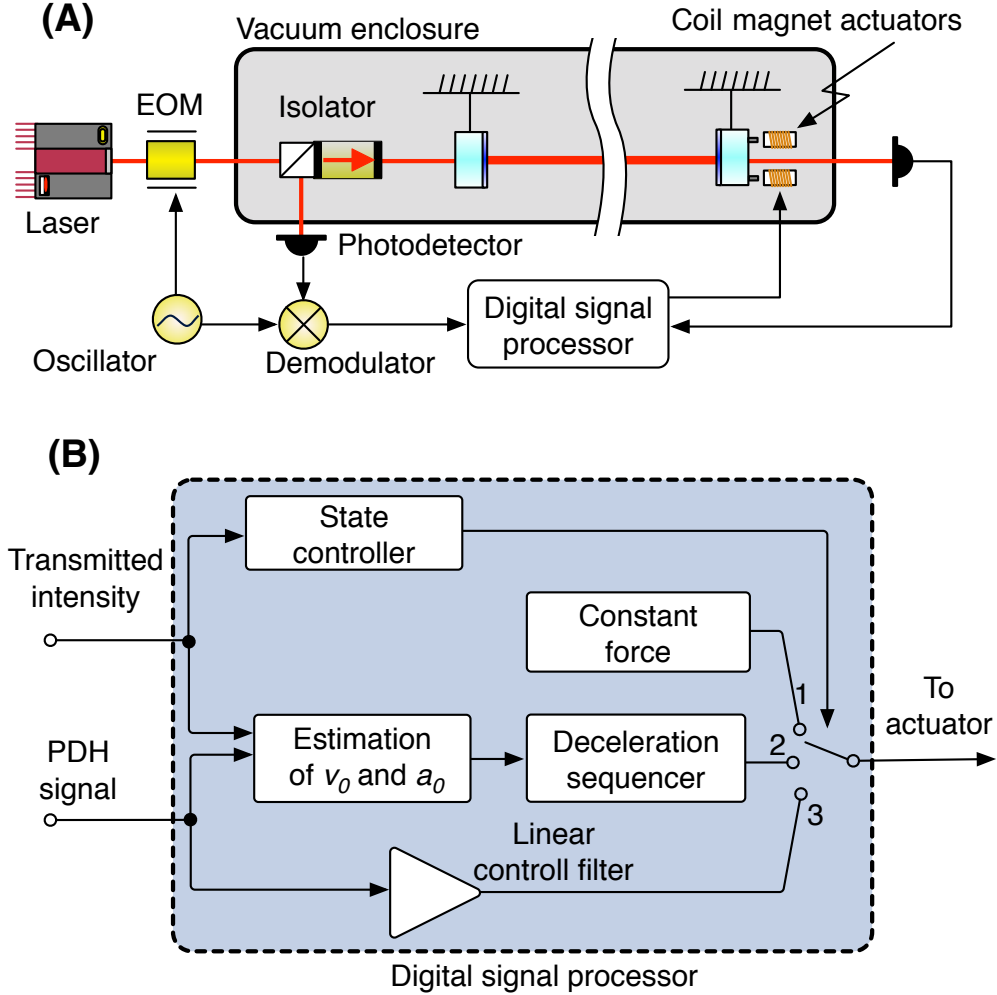 (A)
Vacuum enclosure
Coil magnet actuators
EOM
Isolator
Laser
Photodetector
Digital signal
processor
Oscillator
Demodulator
(B)
State
controller
Transmitted
intensity
Constant
force
1
To
actuator
PDH
signal
Estimation
of v₀ and a₀
Deceleration
sequencer
2
3
Linear
controll filter
Digital signal processor